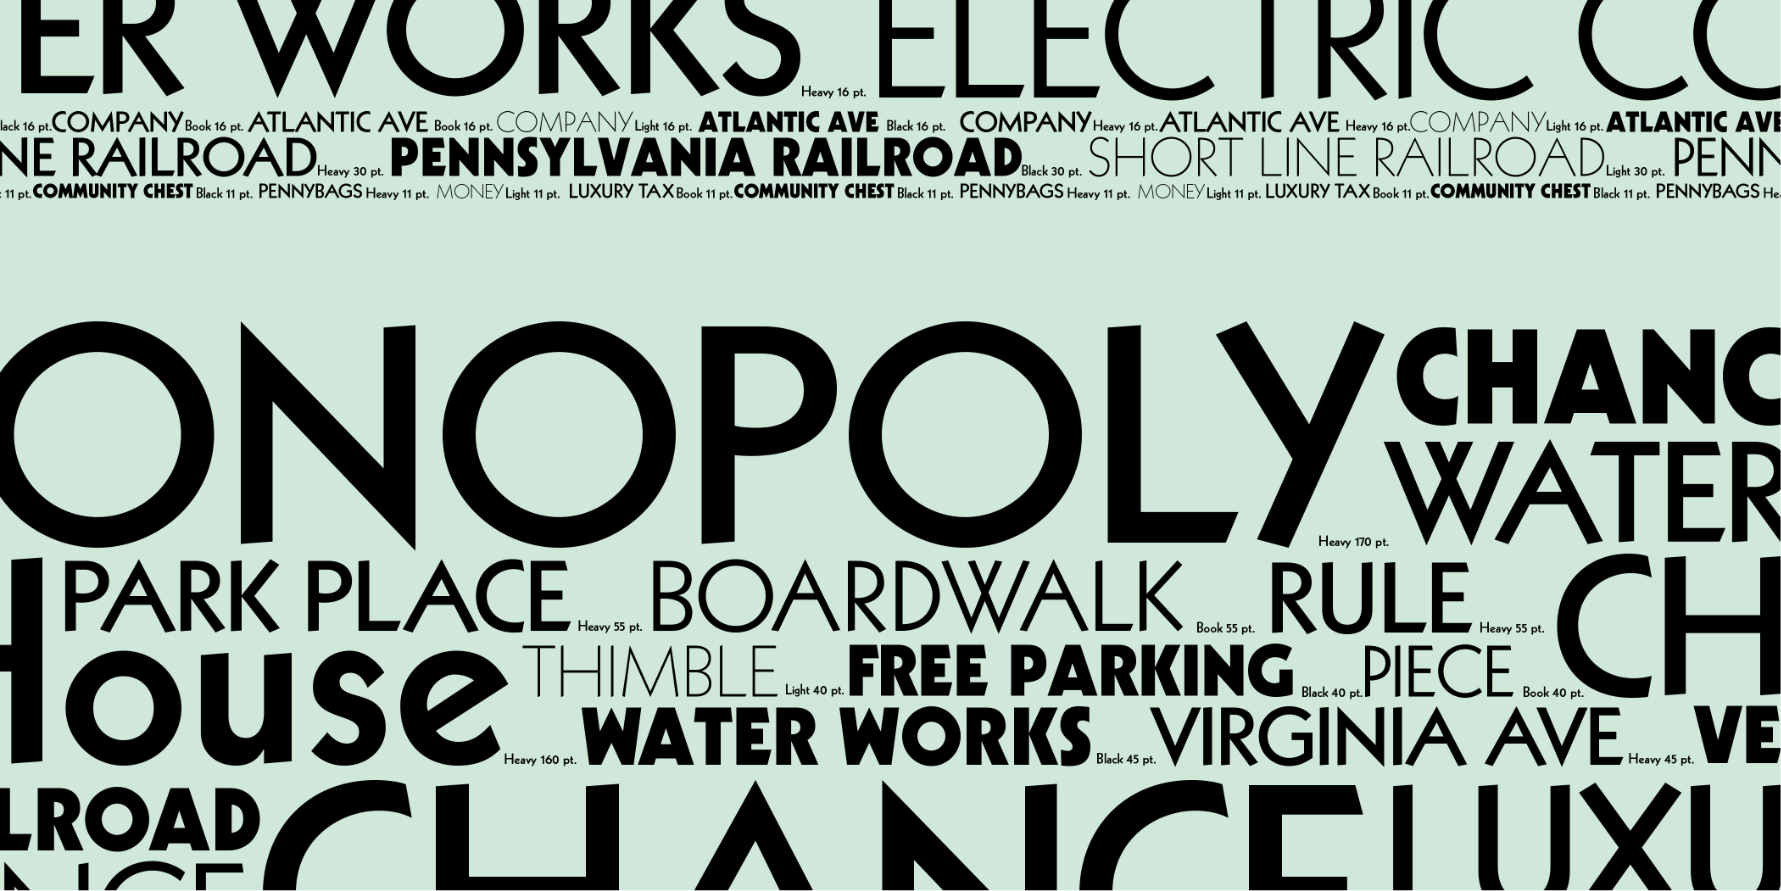 ER WORKS Heavy 16 pt. ELECTRIC CO
lack 16 pt. COMPANY Book 16 pt. ATLANTIC AVE Book 16 pt. COMPANY Light 16 pt. ATLANTIC AVE Black 16 pt. COMPANY Heavy 16 pt. ATLANTIC AVE Heavy 16 pt. COMPANY Light 16 pt. ATLANTIC AVE
NE RAILROAD Heavy 30 pt. PENNSYLVANIA RAILROAD Black 30 pt. SHORT LINE RAILROAD Light 30 pt. PENN
t 11 pt. COMMUNITY CHEST Black 11 pt. PENNYBAGS Heavy 11 pt. MONEY Light 11 pt. LUXURY TAX Book 11 pt. COMMUNITY CHEST Black 11 pt. PENNYBAGS Heavy 11 pt. MONEY Light 11 pt. LUXURY TAX Book 11 pt. COMMUNITY CHEST Black 11 pt. PENNYBAGS He
ONOPOLY Heavy 170 pt. CHANC
WATER
H PARK PLACE Heavy 55 pt. BOARDWALK Book 55 pt. RULE Heavy 55 pt. CH
House Heavy 160 pt. THIMBLE Light 40 pt. FREE PARKING Black 40 pt. PIECE Book 40 pt.
WATER WORKS Black 45 pt. VIRGINIA AVE Heavy 45 pt. VE
LROAD CHANCE LUXU
NCE